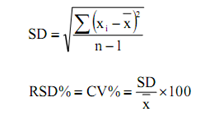 SD = √(∑(xᵢ − x̄)² / (n − 1))
RSD% = CV% = SD / x̄ ×100